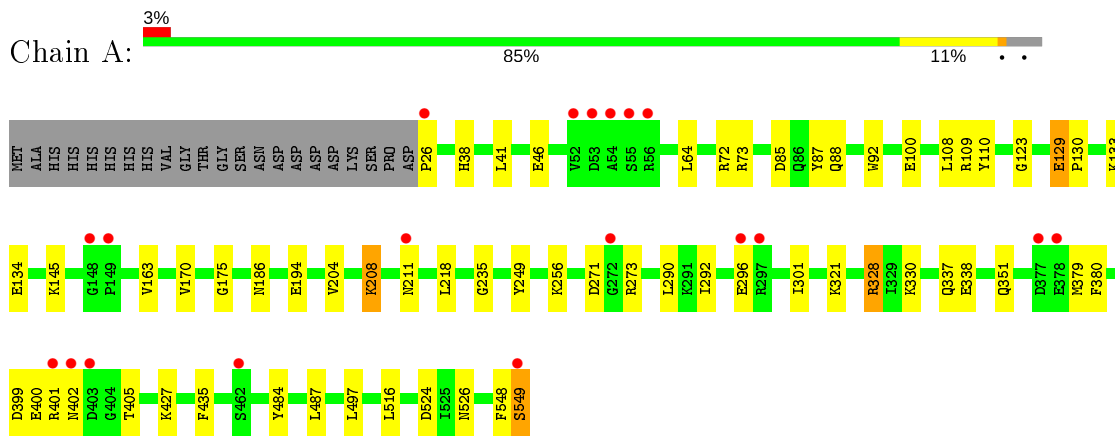 3%
Chain A:
85%
11%
MET ALA HIS HIS HIS HIS HIS HIS VAL GLY THR GLY SER ASN ASP ASP ASP ASP LYS SER PRO ASP P26 H38 L41 E46 V52 D53 A54 S55 R56 L64 R72 R73 D85 Q86 Y87 Q88 W92 E100 L108 R109 Y110 G123 E129 P130 K133
E134 K145 G148 P149 V163 V170 G175 N186 E194 V204 K208 N211 L218 G235 Y249 K256 D271 G272 R273 L290 K291 I292 E296 R297 I301 K321 R328 I329 K330 Q337 E338 Q351 D377 E378 M379 F380
D399 E400 R401 N402 D403 G404 T405 K427 F435 S462 Y484 L487 L497 L516 D524 I525 N526 F548 S549